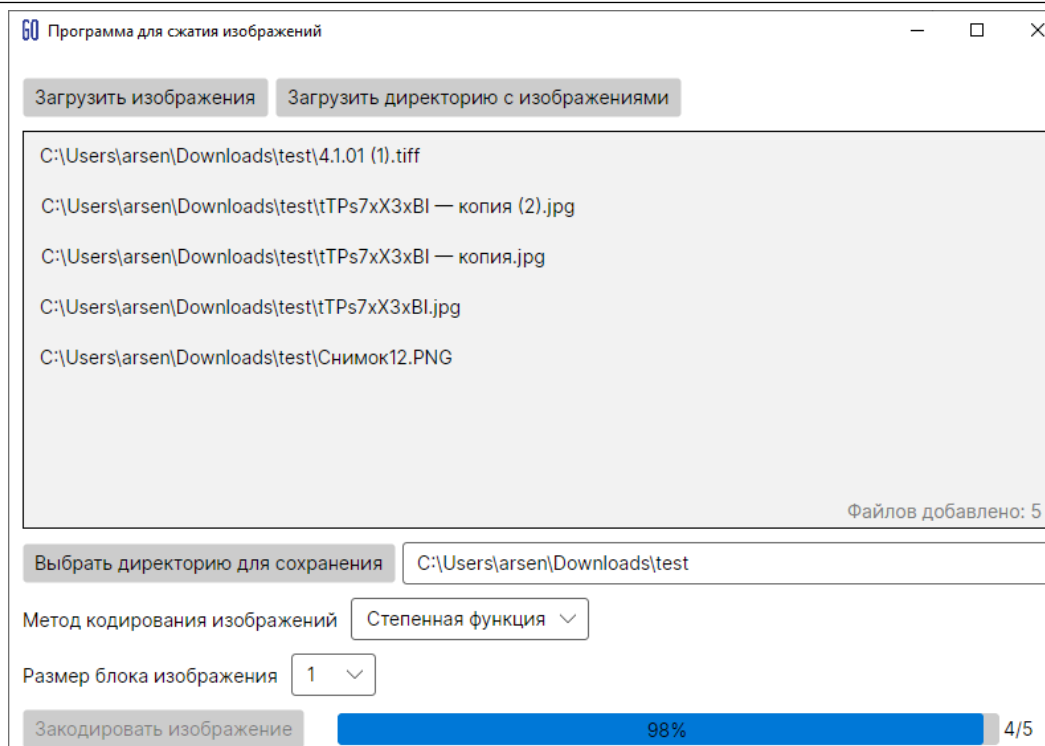 GO Программа для сжатия изображений
Загрузить изображения Загрузить директорию с изображениями
C:\Users\arsen\Downloads\test\4.1.01 (1).tiff
C:\Users\arsen\Downloads\test\tTPs7xX3xBI — копия (2).jpg
C:\Users\arsen\Downloads\test\tTPs7xX3xBI — копия.jpg
C:\Users\arsen\Downloads\test\tTPs7xX3xBI.jpg
C:\Users\arsen\Downloads\test\Снимок12.PNG
Файлов добавлено: 5
Выбрать директорию для сохранения C:\Users\arsen\Downloads\test
Метод кодирования изображений Степенная функция
Размер блока изображения 1
Закодировать изображение 98% 4/5